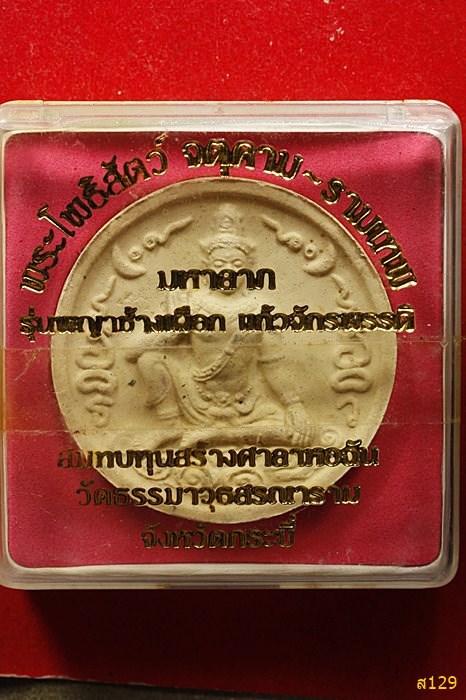 พระโพธิสัตว์ จตุคาม~รามเทพ
มหาลาภ
รุ่นพญาช้างเผือก แก้วจักรพรรดิ
สมทบทุนสร้างศาลาหอฉัน
วัดธรรมาวุธสรณาราม
จังหวัดกระบี่
ส129